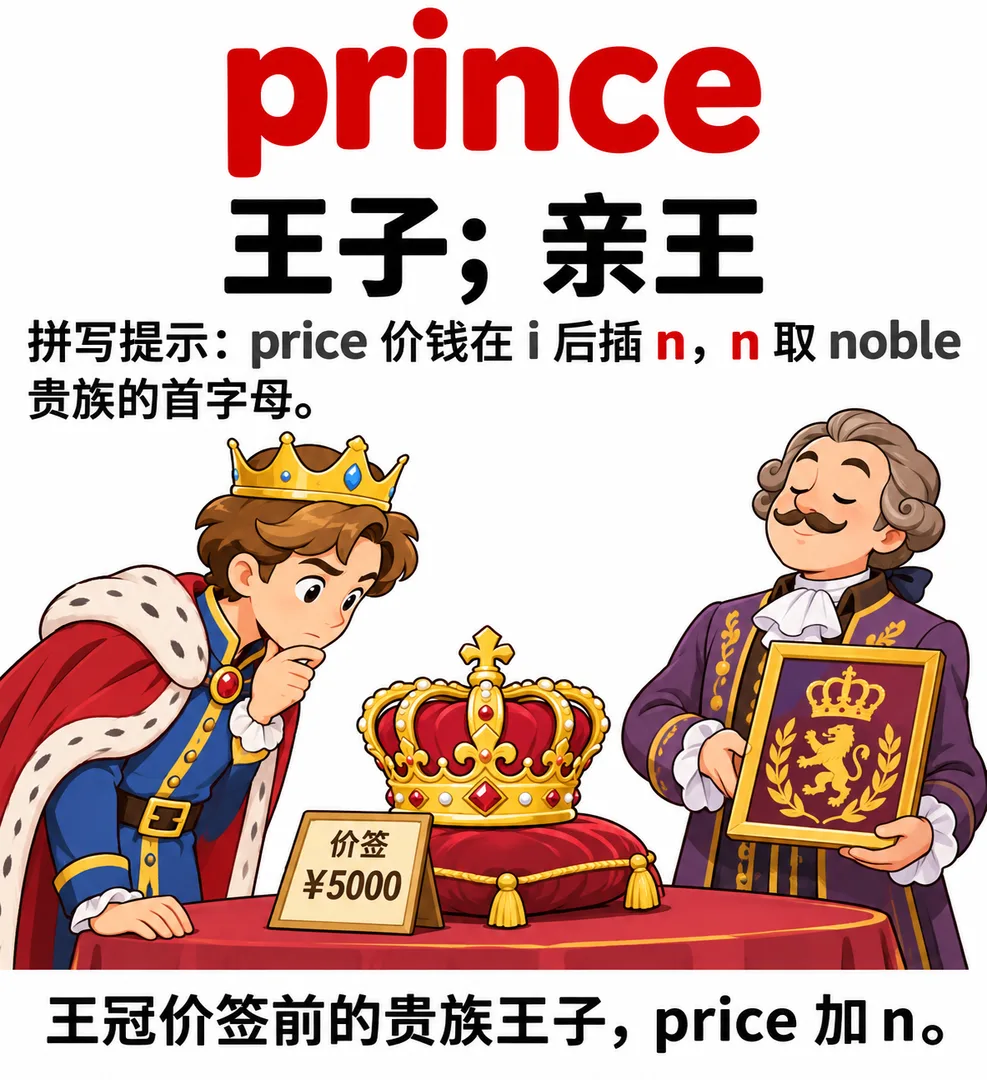 prince
王子；亲王
拼写提示：price 价钱在 i 后插 n，n 取 noble
贵族的首字母。
价签
¥5000
王冠价签前的贵族王子，price 加 n。